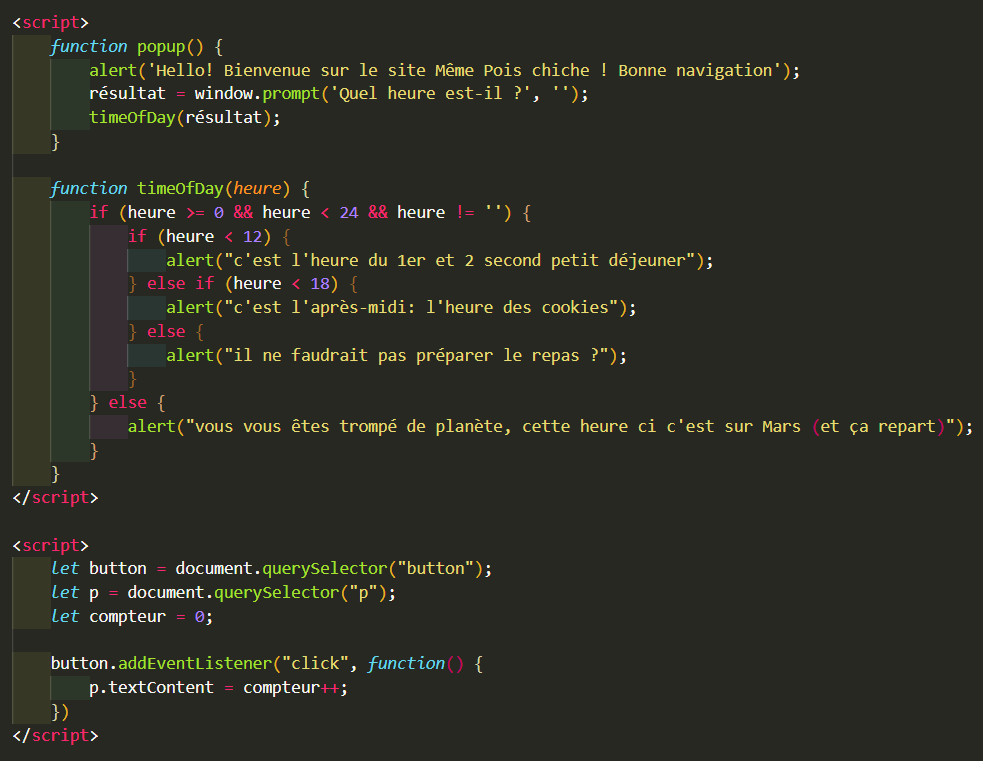 <script>
function popup() {
alert('Hello! Bienvenue sur le site Même Pois chiche ! Bonne navigation');
résultat = window.prompt('Quel heure est-il ?', '');
timeOfDay(résultat);
}
function timeOfDay(heure) {
if (heure >= 0 && heure < 24 && heure != '') {
if (heure < 12) {
alert("c'est l'heure du 1er et 2 second petit déjeuner");
} else if (heure < 18) {
alert("c'est l'après-midi: l'heure des cookies");
} else {
alert("il ne faudrait pas préparer le repas ?");
}
} else {
alert("vous vous êtes trompé de planète, cette heure ci c'est sur Mars (et ça repart)");
}
}
</script>
<script>
let button = document.querySelector("button");
let p = document.querySelector("p");
let compteur = 0;
button.addEventListener("click", function() {
p.textContent = compteur++;
})
</script>